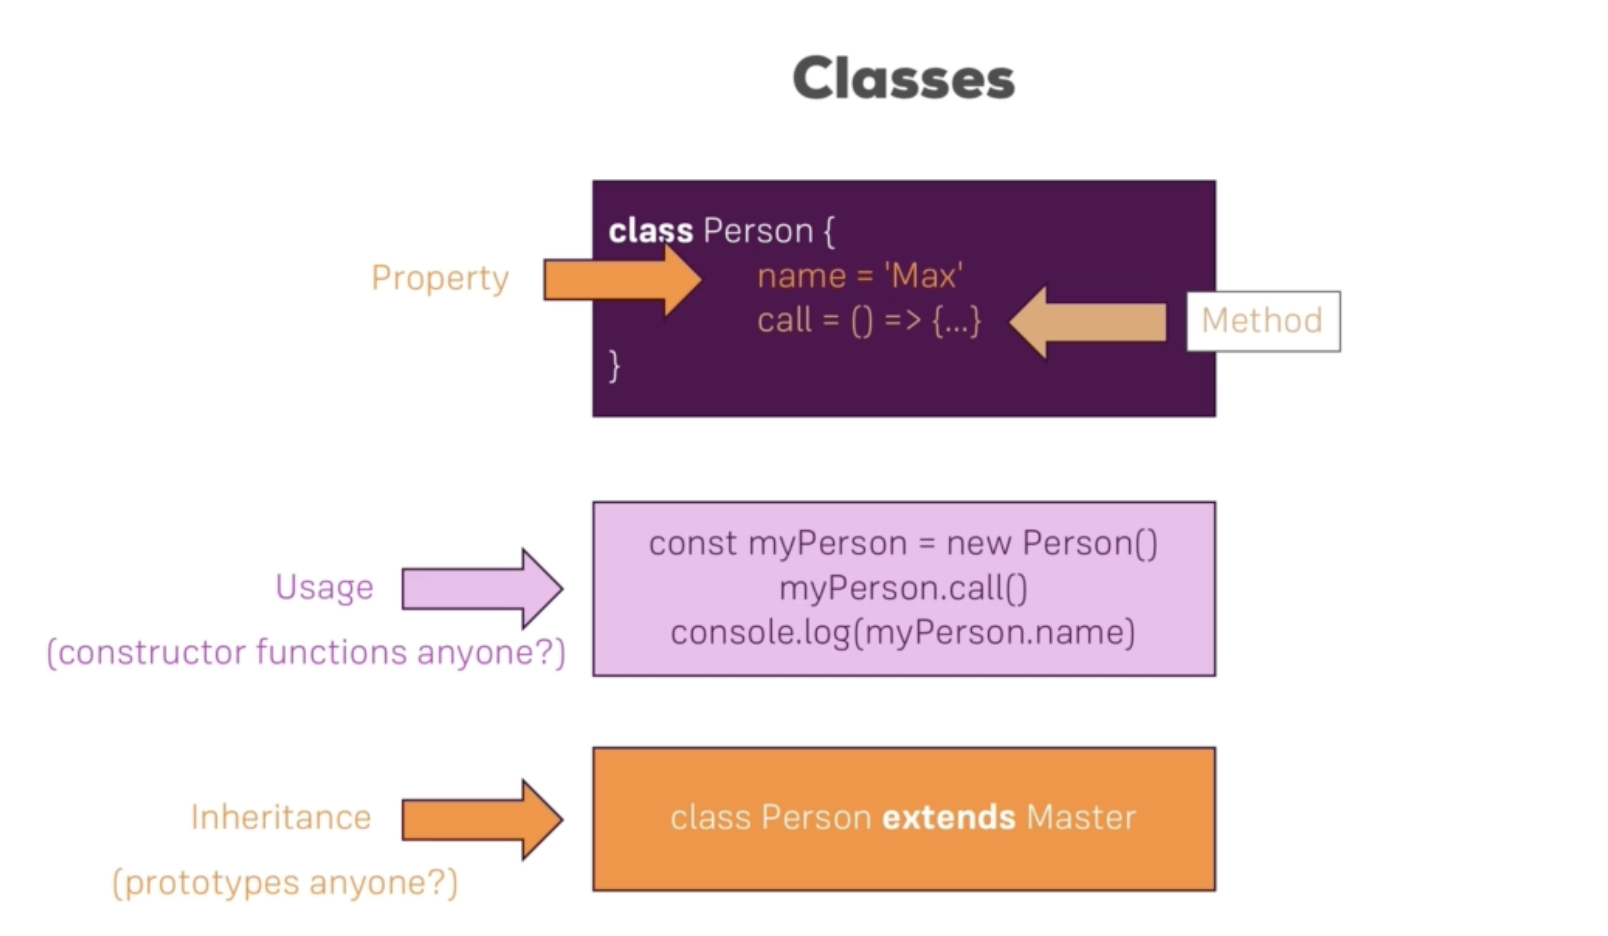 Classes
class Person {
Property
name = 'Max'
call = () => {...}
Method
}
Usage
(constructor functions anyone?)
const myPerson = new Person()
myPerson.call()
console.log(myPerson.name)
Inheritance
(prototypes anyone?)
class Person extends Master